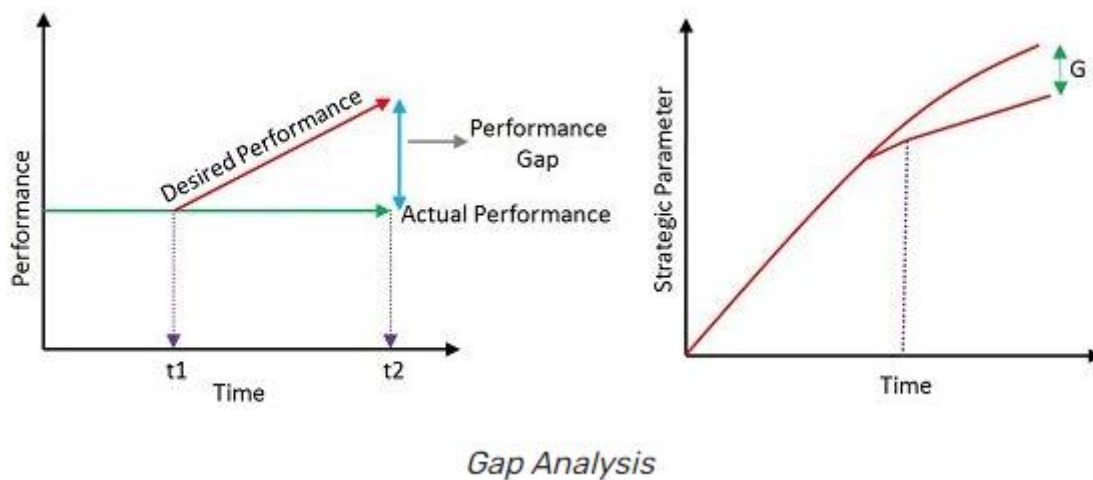 Performance
Desired Performance
Performance
Gap
Actual Performance
t1
t2
Time
Strategic Parameter
G
Time
Gap Analysis